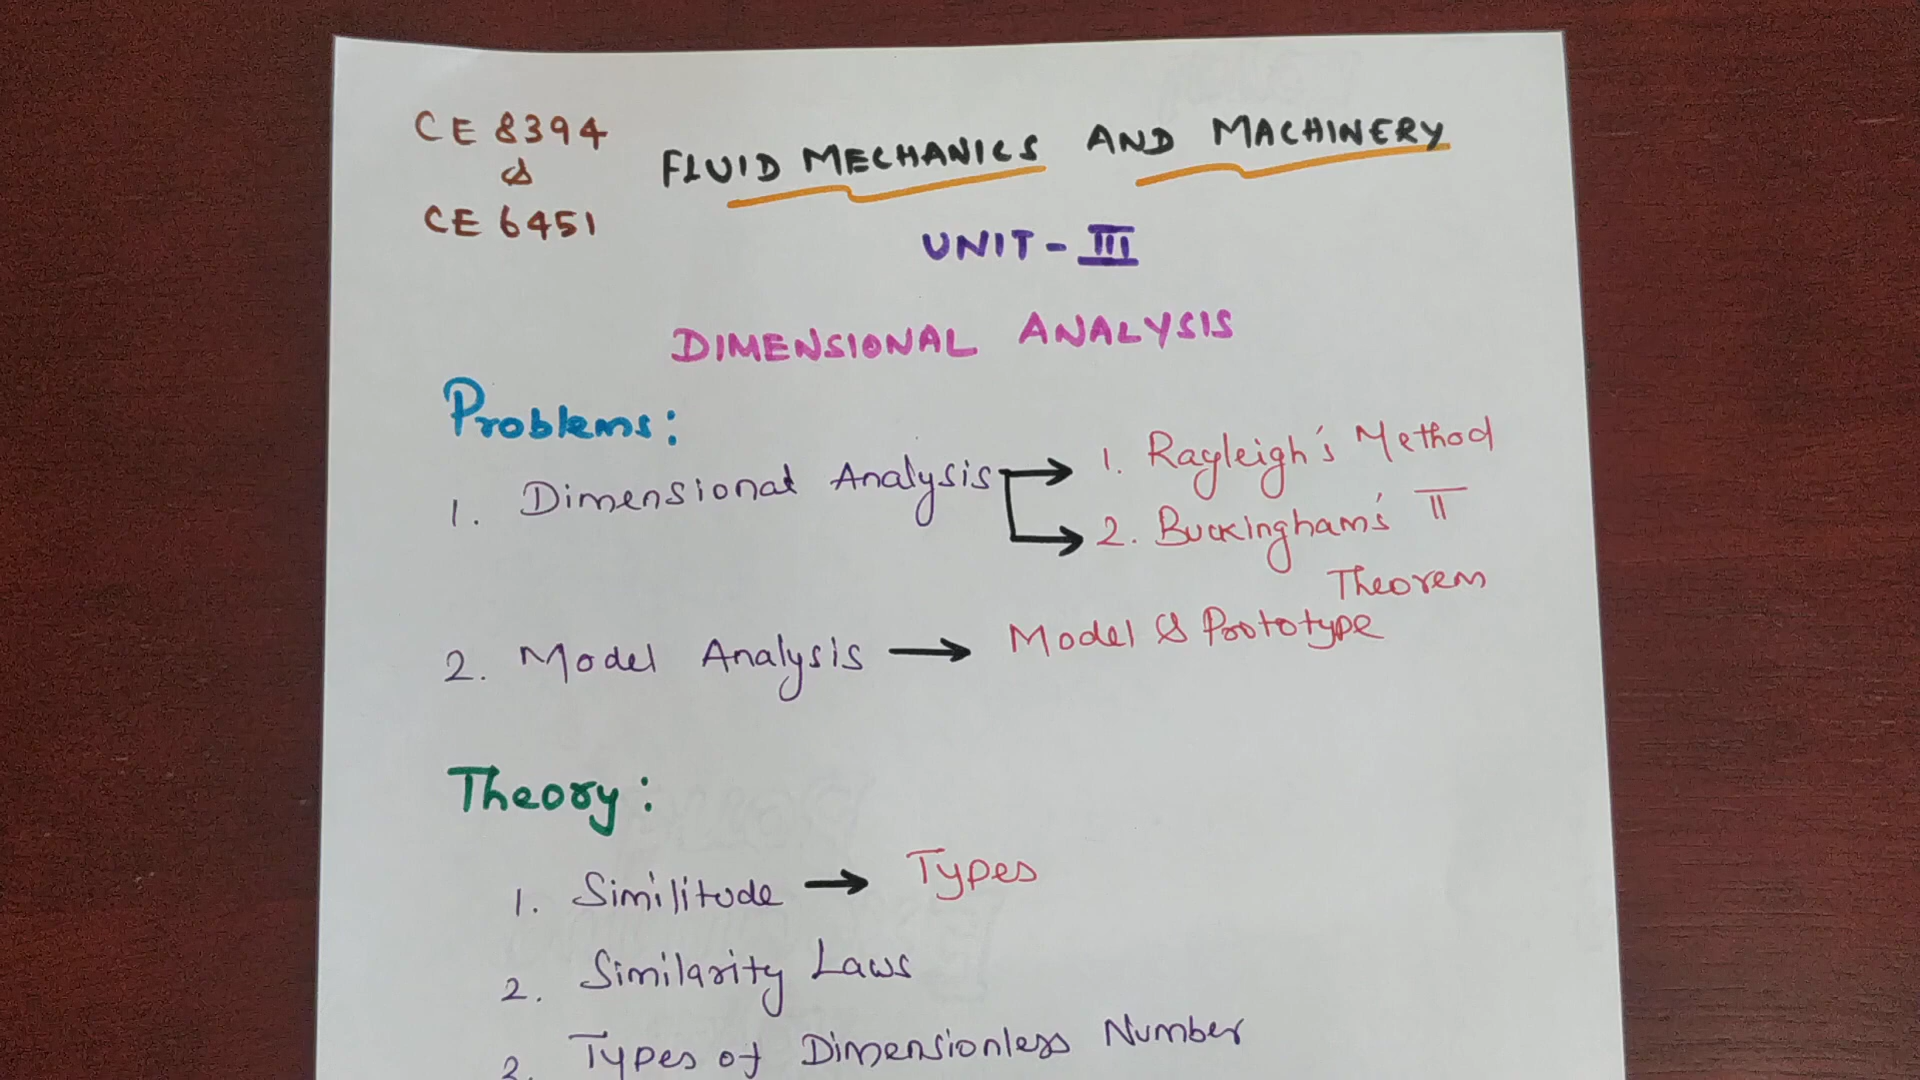 CE 8394
&
CE 6451
FLUID MECHANICS AND MACHINERY
UNIT - III
DIMENSIONAL ANALYSIS
Problems:
1. Dimensional Analysis → 1. Rayleigh's Method
→ 2. Buckingham's π
Theorem
2. Model Analysis → Model & Prototype
Theory:
1. Similitude → Types
2. Similarity Laws
3. Types of Dimensionless Number